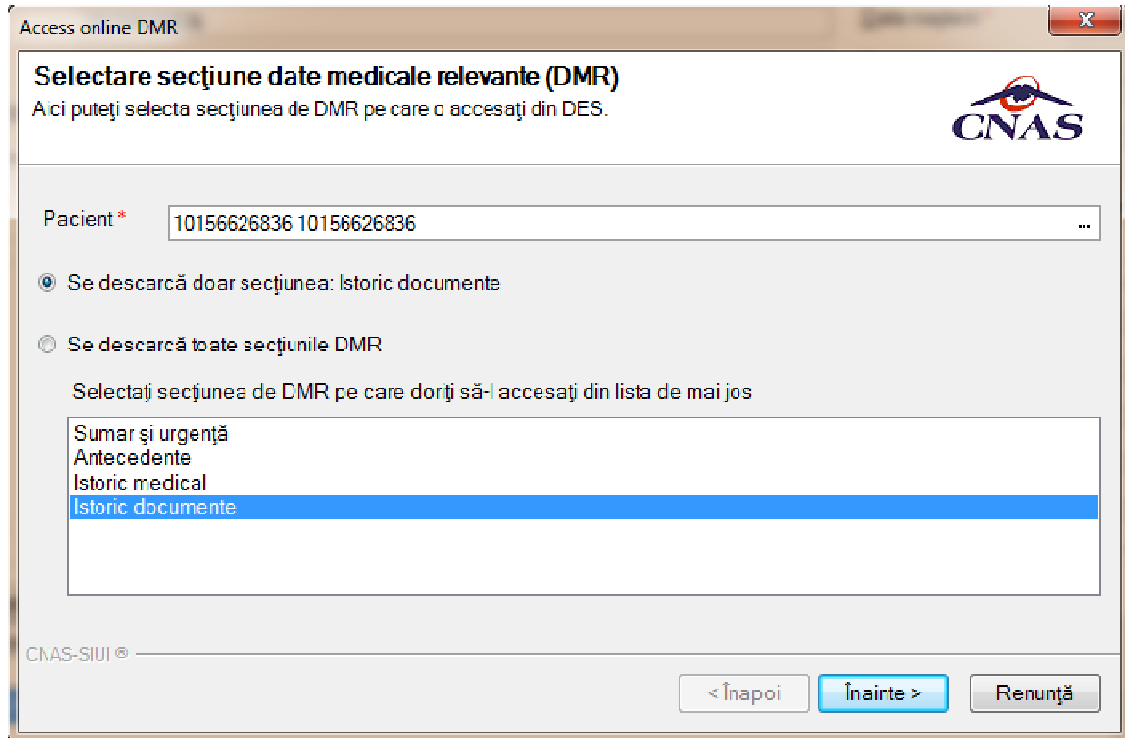 Access online DMR
Selectare secţiune date medicale relevante (DMR)
Aici puteţi selecta secţiunea de DMR pe care o accesaţi din DES.
CNAS
Pacient *
10156626836 10156626836
...
Se descarcă doar secţiunea: Istoric documente
Se descarcă toate secţiunile DMR
Selectaţi secţiunea de DMR pe care doriţi să-l accesaţi din lista de mai jos
Sumar şi urgenţă
Antecedente
Istoric medical
Istoric documente
CNAS-SIUI ®
< Înapoi
Înainte >
Renunţă